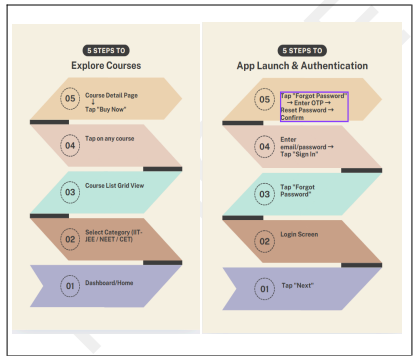 5 STEPS TO
Explore Courses
05
Course Detail Page
↓
Tap "Buy Now"
04
Tap on any course
03
Course List Grid View
02
Select Category (IIT-
JEE / NEET / CET)
01
Dashboard/Home
5 STEPS TO
App Launch & Authentication
05
Tap "Forgot Password"
→ Enter OTP →
Reset Password →
Confirm
04
Enter
email/password →
Tap "Sign In"
03
Tap "Forgot
Password"
02
Login Screen
01
Tap "Next"